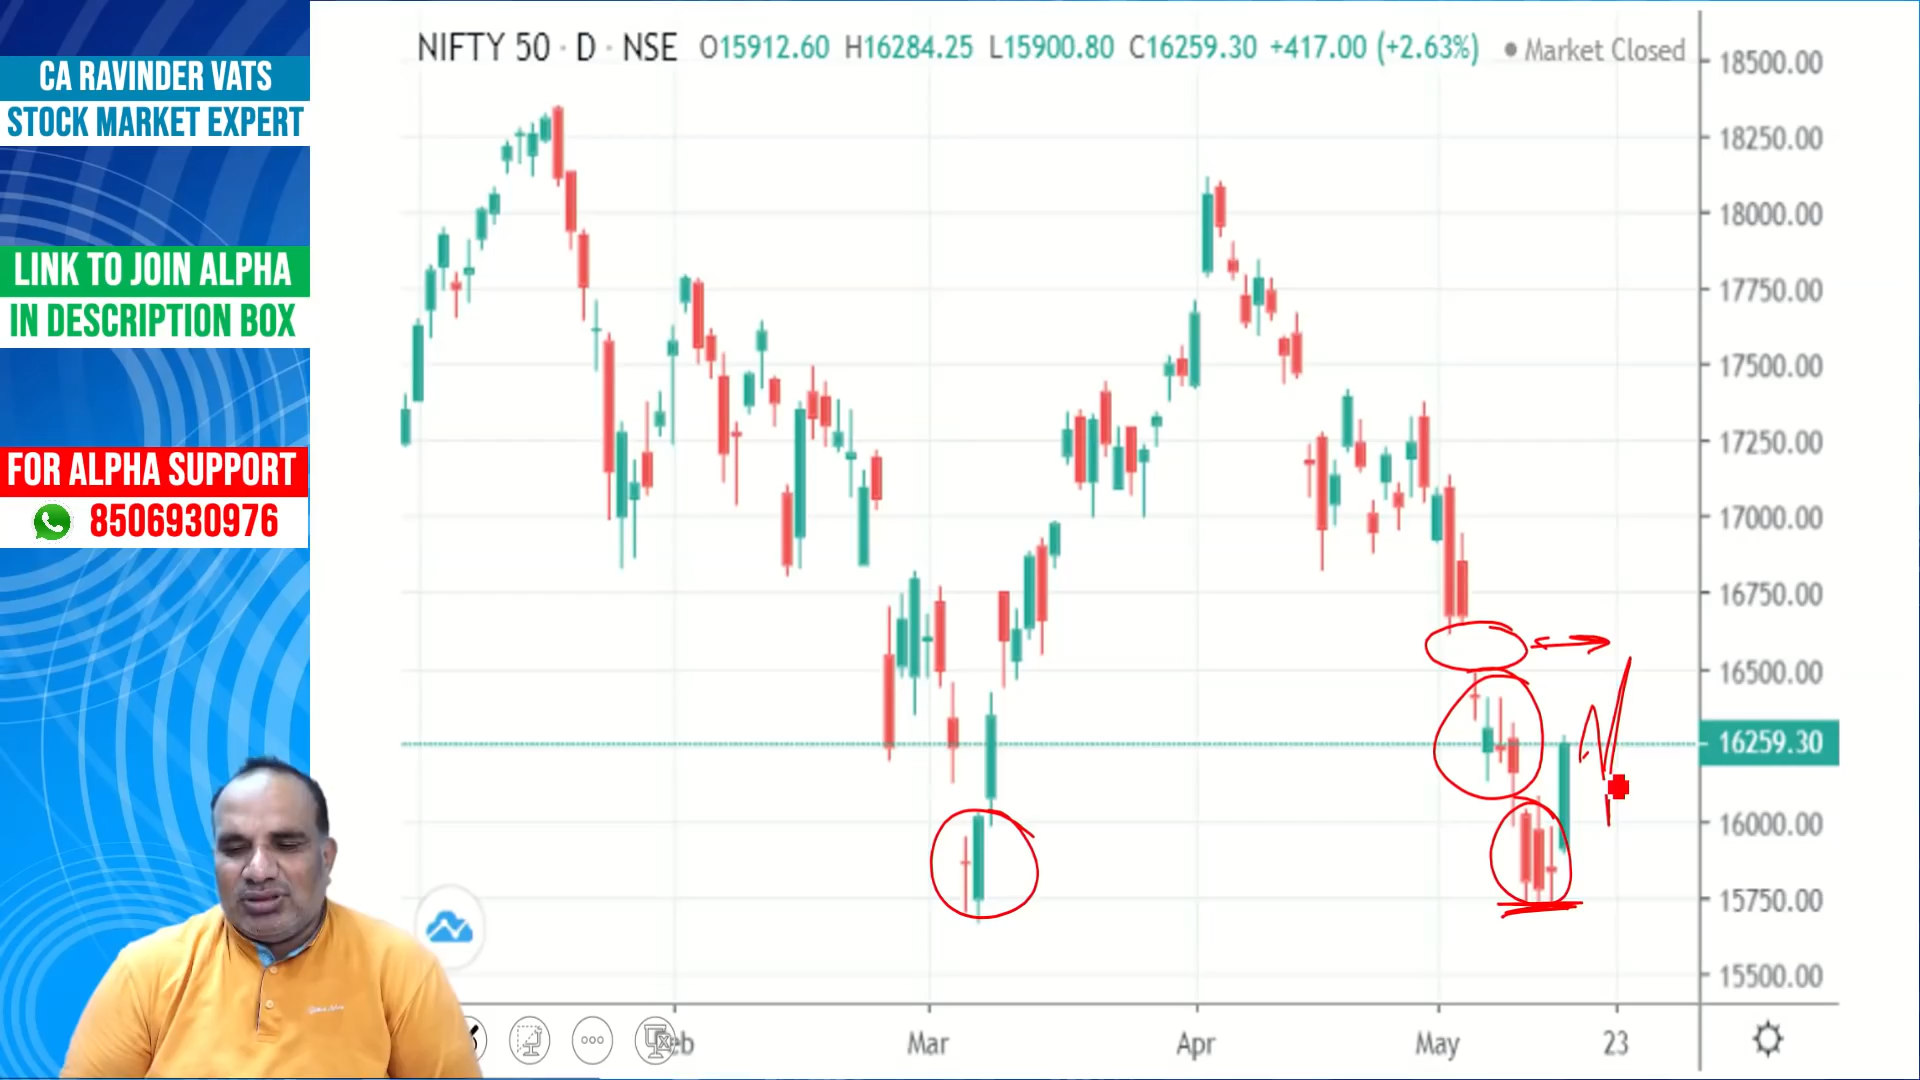 CA RAVINDER VATS
STOCK MARKET EXPERT
LINK TO JOIN ALPHA
IN DESCRIPTION BOX
FOR ALPHA SUPPORT
8506930976
NIFTY 50 · D · NSE O15912.60 H16284.25 L15900.80 C16259.30 +417.00 (+2.63%) Market Closed
18500.00
18250.00
18000.00
17750.00
17500.00
17250.00
17000.00
16750.00
16500.00
16259.30
16000.00
15750.00
15500.00
eb Mar Apr May 23